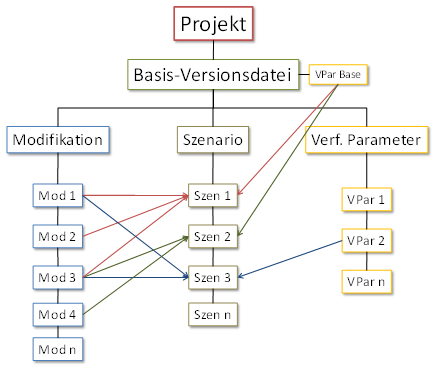 Projekt
Basis-Versionsdatei
VPar Base
Modifikation
Szenario
Verf. Parameter
Mod 1
Szen 1
VPar 1
Mod 2
Szen 2
VPar 2
Mod 3
Szen 3
VPar n
Mod 4
Szen n
Mod n